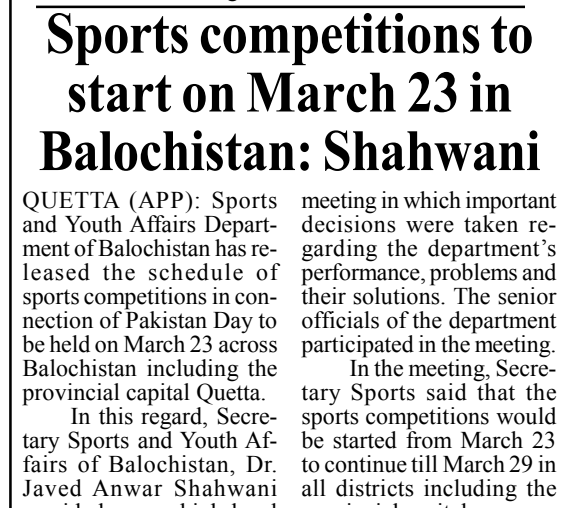 Sports competitions to
start on March 23 in
Balochistan: Shahwani
QUETTA (APP): Sports
and Youth Affairs Depart-
ment of Balochistan has re-
leased the schedule of
sports competitions in con-
nection of Pakistan Day to
be held on March 23 across
Balochistan including the
provincial capital Quetta.
In this regard, Secre-
tary Sports and Youth Af-
fairs of Balochistan, Dr.
Javed Anwar Shahwani
meeting in which important
decisions were taken re-
garding the department's
performance, problems and
their solutions. The senior
officials of the department
participated in the meeting.
In the meeting, Secre-
tary Sports said that the
sports competitions would
be started from March 23
to continue till March 29 in
all districts including the